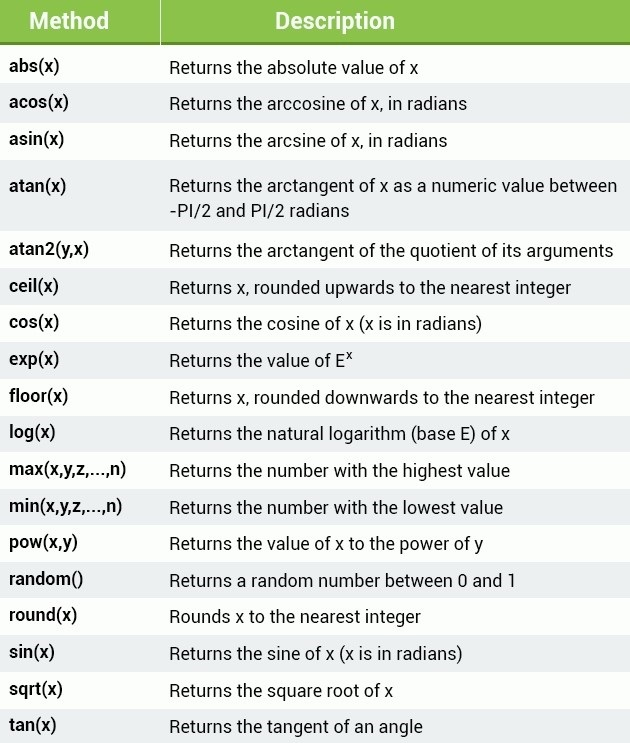 Method Description
abs(x) Returns the absolute value of x
acos(x) Returns the arccosine of x, in radians
asin(x) Returns the arcsine of x, in radians
atan(x) Returns the arctangent of x as a numeric value between
-PI/2 and PI/2 radians
atan2(y,x) Returns the arctangent of the quotient of its arguments
ceil(x) Returns x, rounded upwards to the nearest integer
cos(x) Returns the cosine of x (x is in radians)
exp(x) Returns the value of Eˣ
floor(x) Returns x, rounded downwards to the nearest integer
log(x) Returns the natural logarithm (base E) of x
max(x,y,z,...,n) Returns the number with the highest value
min(x,y,z,...,n) Returns the number with the lowest value
pow(x,y) Returns the value of x to the power of y
random() Returns a random number between 0 and 1
round(x) Rounds x to the nearest integer
sin(x) Returns the sine of x (x is in radians)
sqrt(x) Returns the square root of x
tan(x) Returns the tangent of an angle